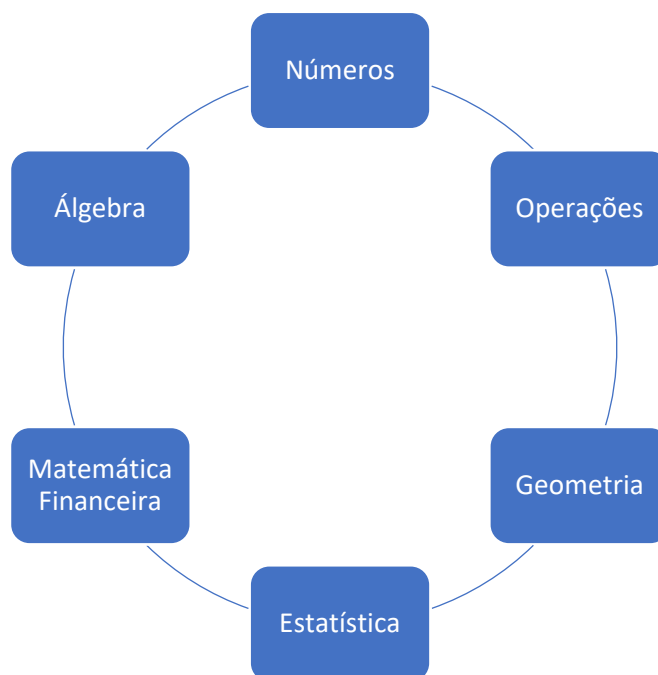 Números
Operações
Geometria
Estatística
Matemática
Financeira
Álgebra